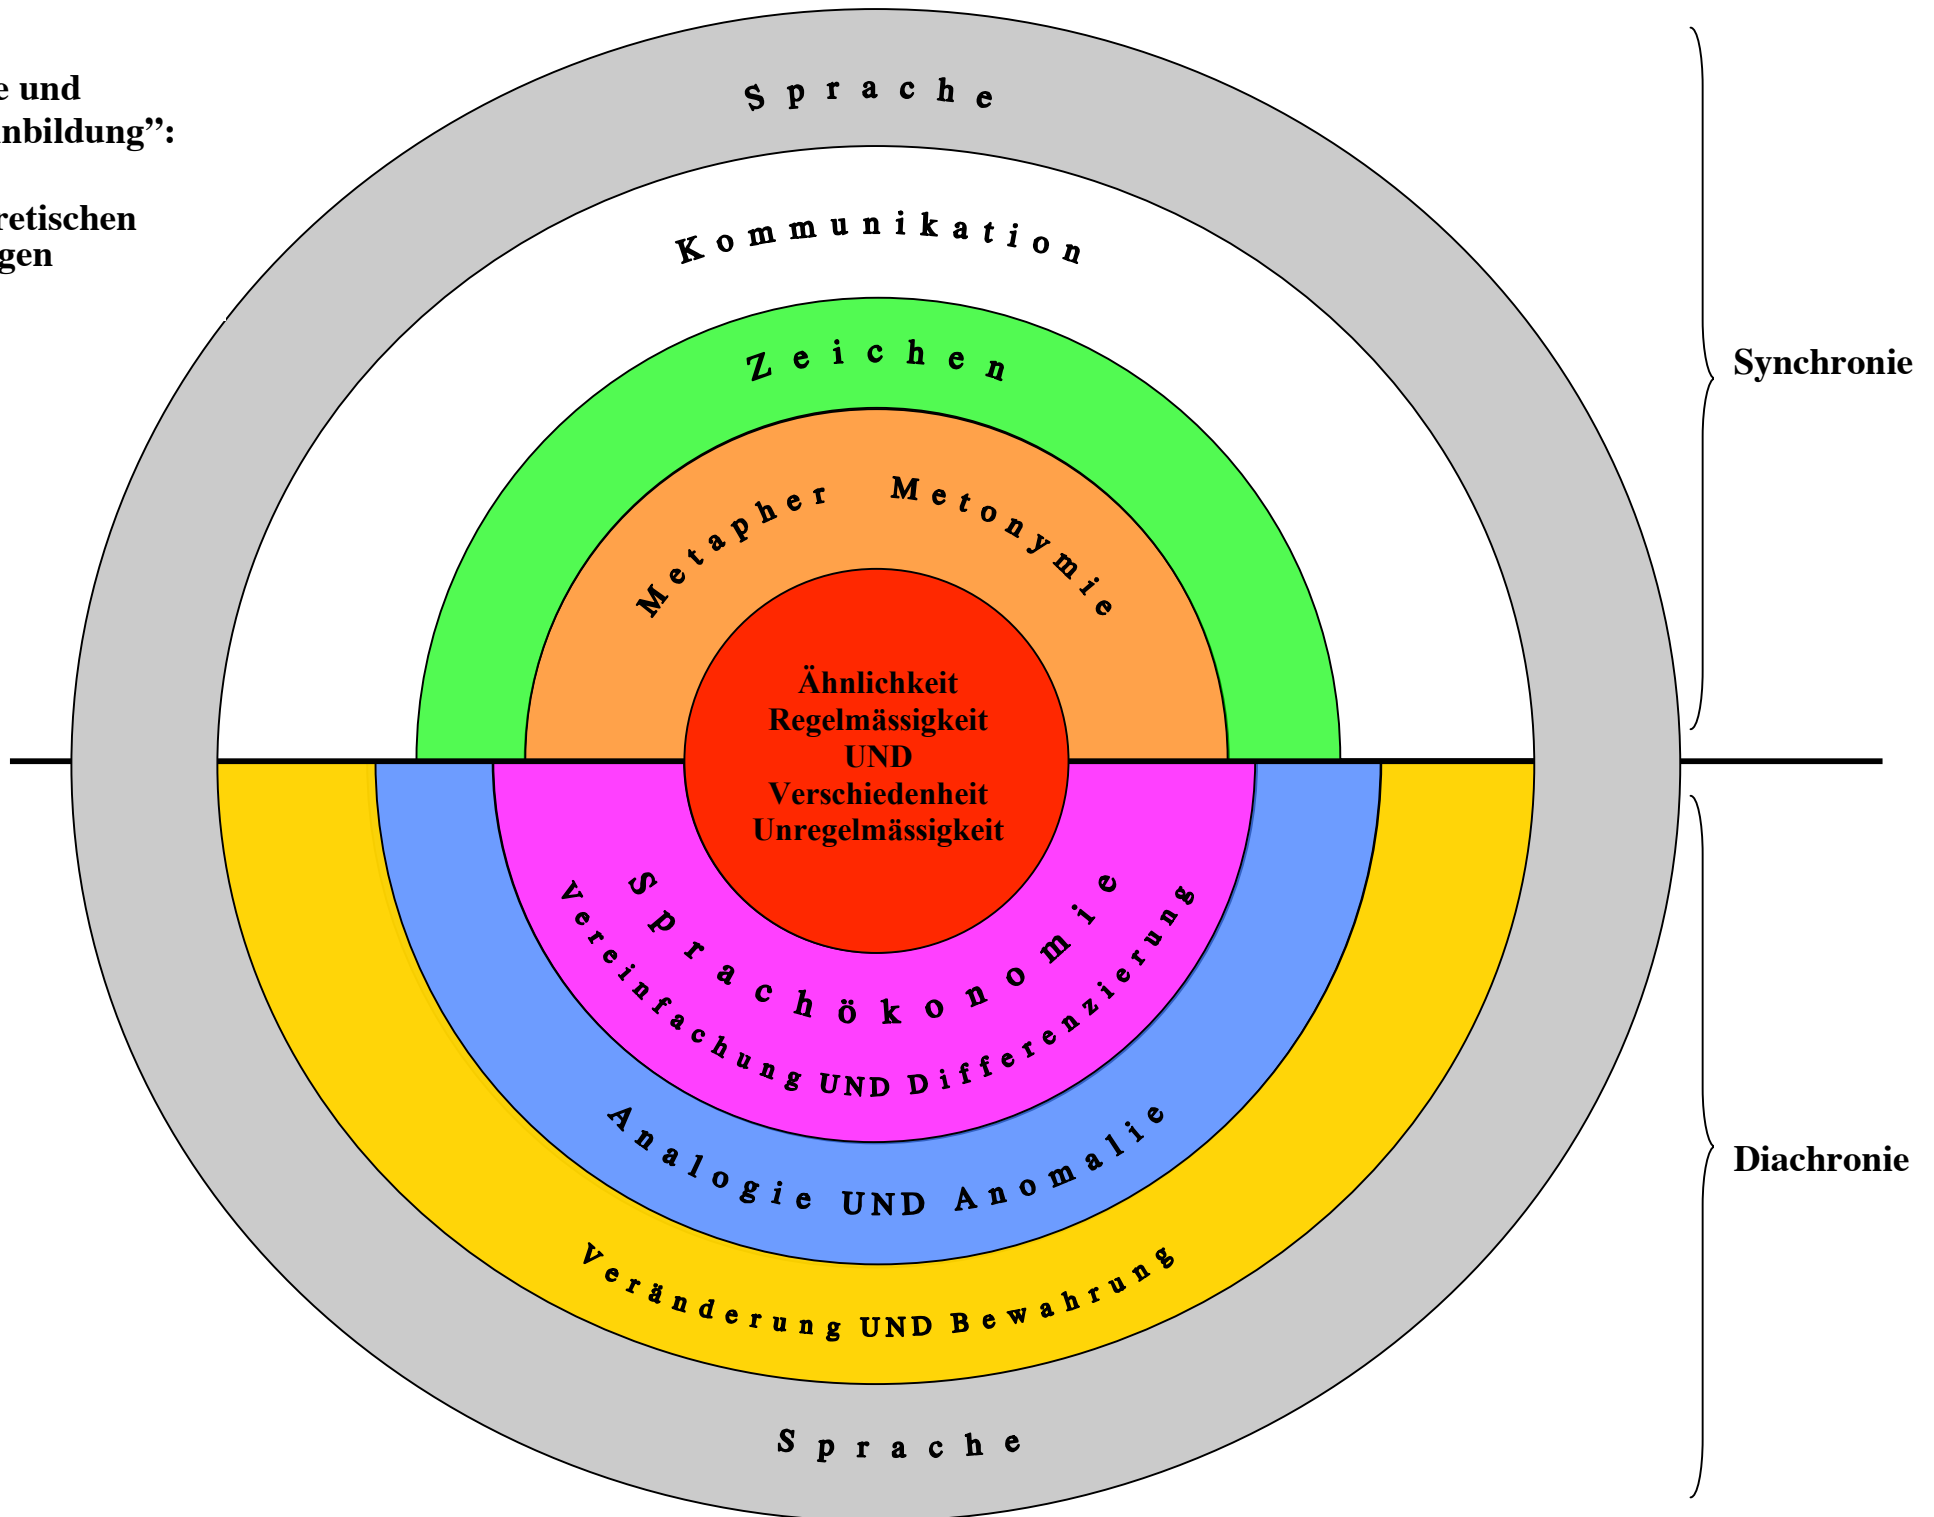 e und
nbildung”:
retischen
gen
Sprache
Kommunikation
Zeichen
Metapher Metonymie
Ähnlichkeit
Regelmässigkeit
UND
Verschiedenheit
Unregelmässigkeit
Sprachökonomie
Vereinfachung UND Differenzierung
Analogie UND Anomalie
Veränderung UND Bewahrung
Sprache
Synchronie
Diachronie